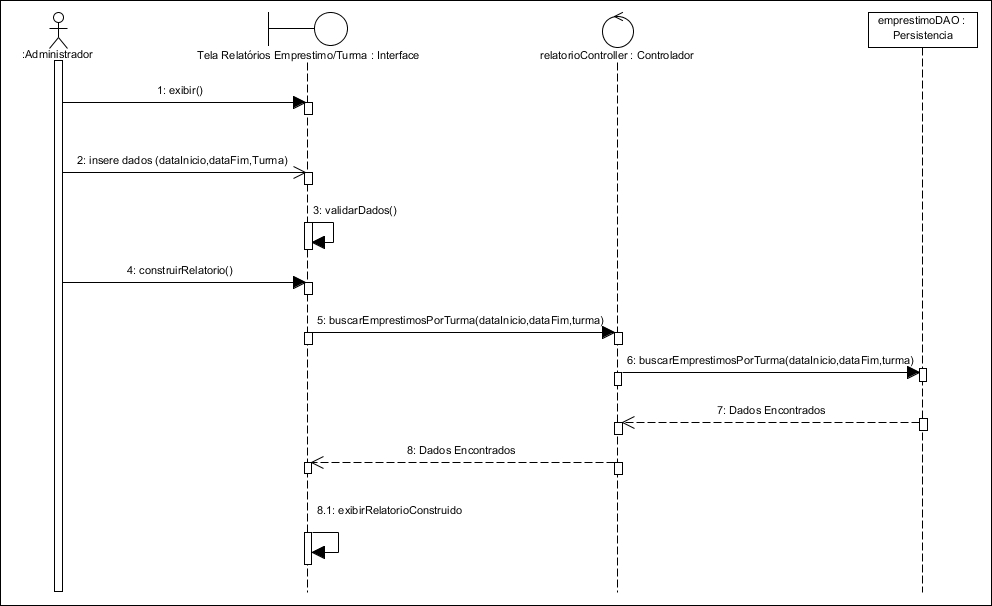 emprestimoDAO :
Persistencia
:Administrador
Tela Relatórios Emprestimo/Turma : Interface
relatorioController : Controlador
1: exibir()
2: insere dados (dataInicio,dataFim,Turma)
3: validarDados()
4: construirRelatorio()
5: buscarEmprestimosPorTurma(dataInicio,dataFim,turma)
6: buscarEmprestimosPorTurma(dataInicio,dataFim,turma)
7: Dados Encontrados
8: Dados Encontrados
8.1: exibirRelatorioConstruido